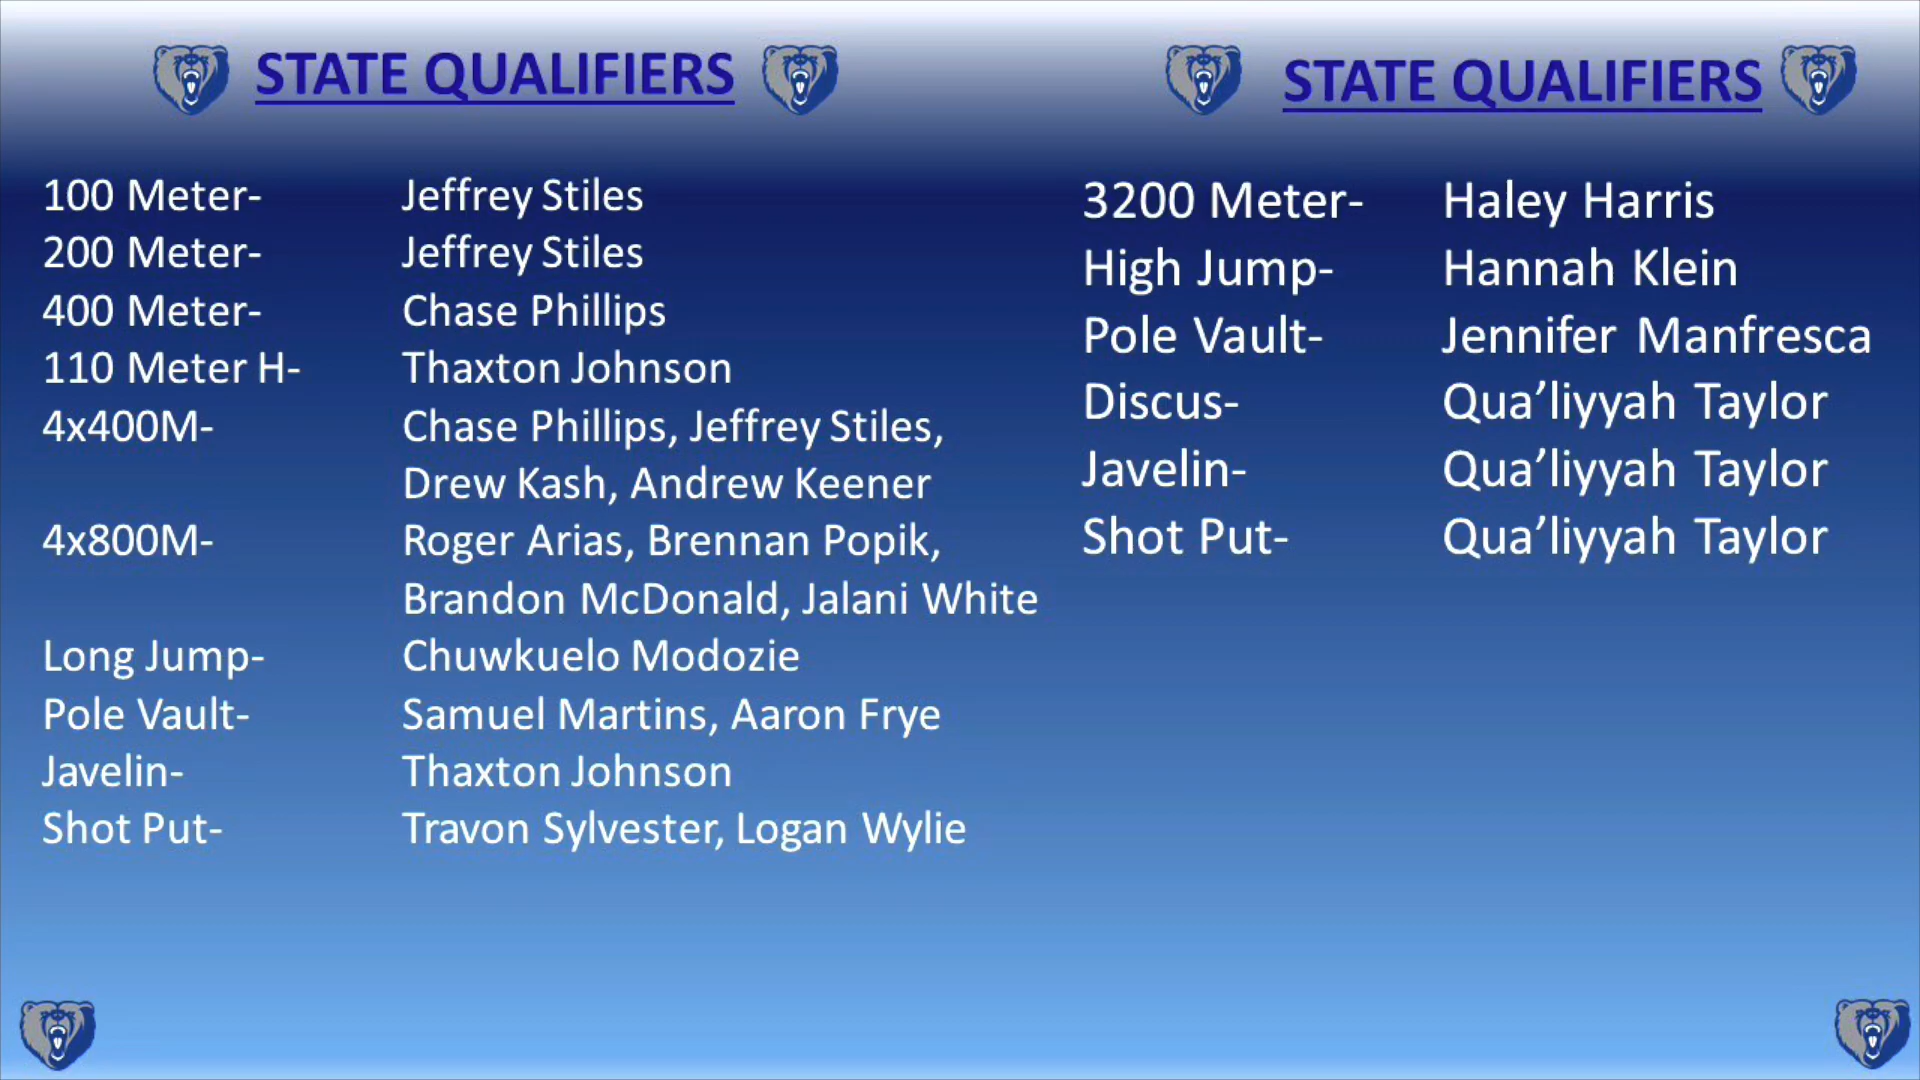 STATE QUALIFIERS
100 Meter- Jeffrey Stiles
200 Meter- Jeffrey Stiles
400 Meter- Chase Phillips
110 Meter H- Thaxton Johnson
4x400M- Chase Phillips, Jeffrey Stiles,
Drew Kash, Andrew Keener
4x800M- Roger Arias, Brennan Popik,
Brandon McDonald, Jalani White
Long Jump- Chuwkuelo Modozie
Pole Vault- Samuel Martins, Aaron Frye
Javelin- Thaxton Johnson
Shot Put- Travon Sylvester, Logan Wylie
STATE QUALIFIERS
3200 Meter- Haley Harris
High Jump- Hannah Klein
Pole Vault- Jennifer Manfresca
Discus- Qua’liyyah Taylor
Javelin- Qua’liyyah Taylor
Shot Put- Qua’liyyah Taylor